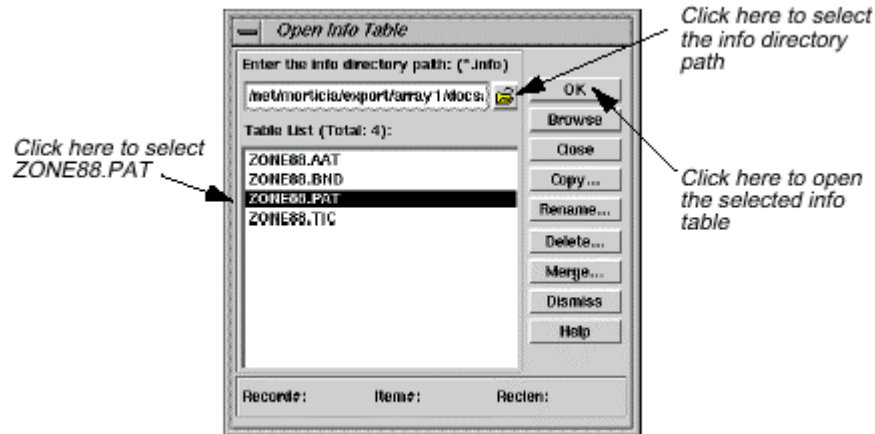 Open Info Table
Click here to select
the info directory
path
Enter the info directory path: (*.info)
/net/morticia/export/array1/docs
OK
Browse
Table List (Total: 4):
Close
Click here to select
ZONE88.PAT
ZONE88.AAT
ZONE88.BND
ZONE88.PAT
ZONE88.TIC
Copy...
Rename...
Delete...
Merge...
Dismiss
Help
Click here to open
the selected info
table
Record#: Item#: Reclen: